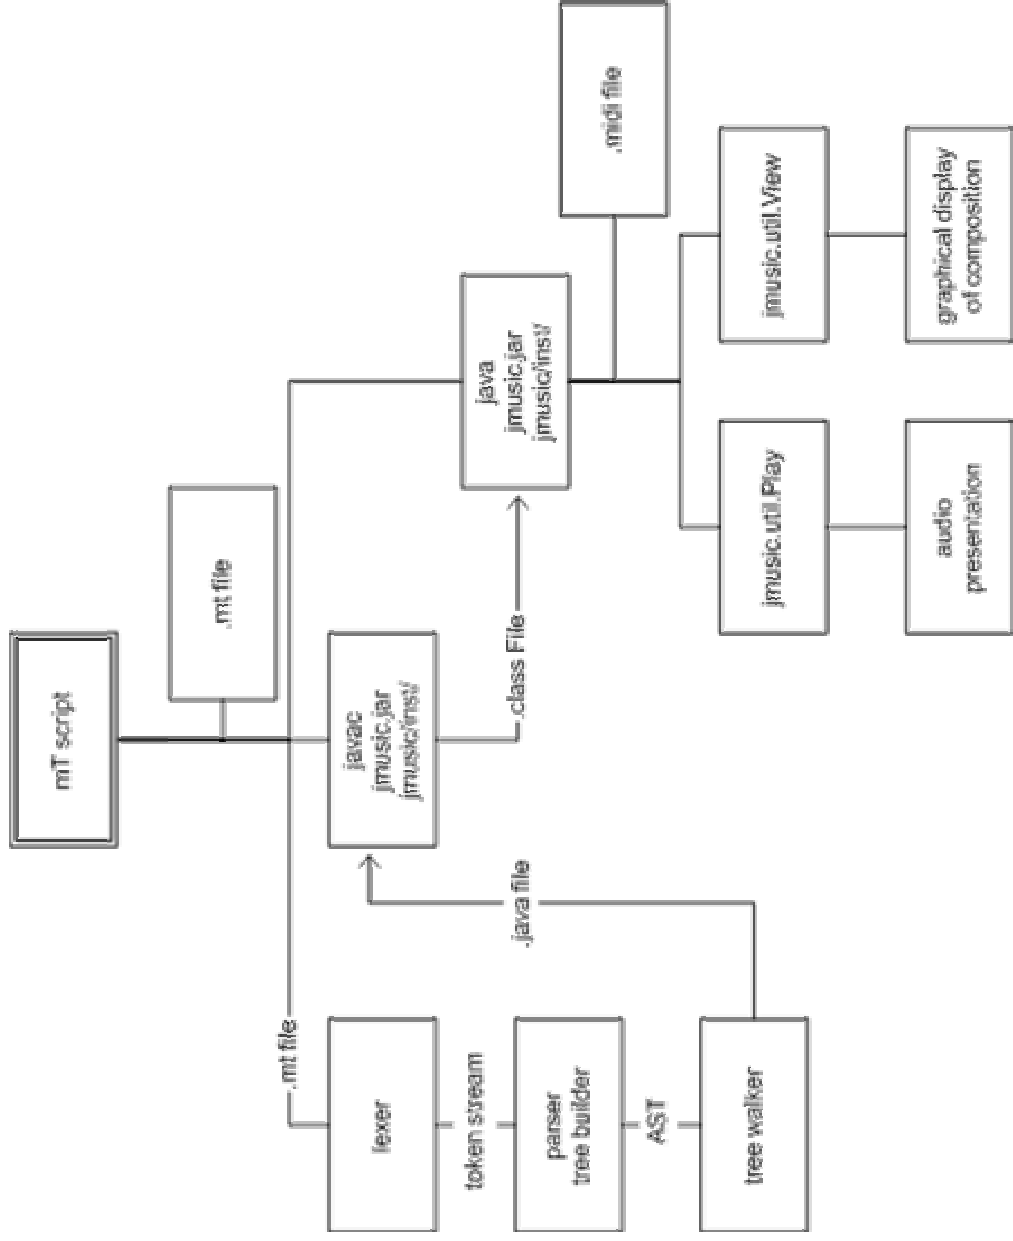 mT script
.mt file
.mt file
lexer
token stream
parser
tree builder
AST
tree walker
.java file
javac
jmusic.jar
jmusic/inst/
.class File
java
jmusic.jar
jmusic/inst/
.midi file
jmusic.util.Play
audio
presentation
jmusic.util.View
graphical display
of composition